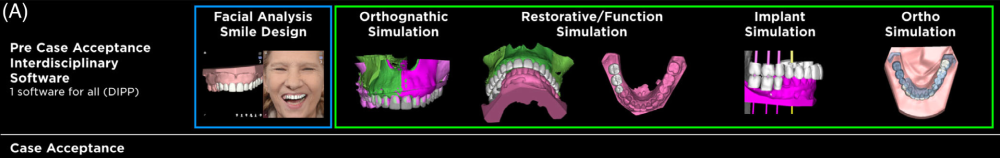 (A)
Facial Analysis
Smile Design
Orthognathic
Simulation
Restorative/Function
Simulation
Implant
Simulation
Ortho
Simulation
Pre Case Acceptance
Interdisciplinary
Software
1 software for all (DIPP)
Case Acceptance